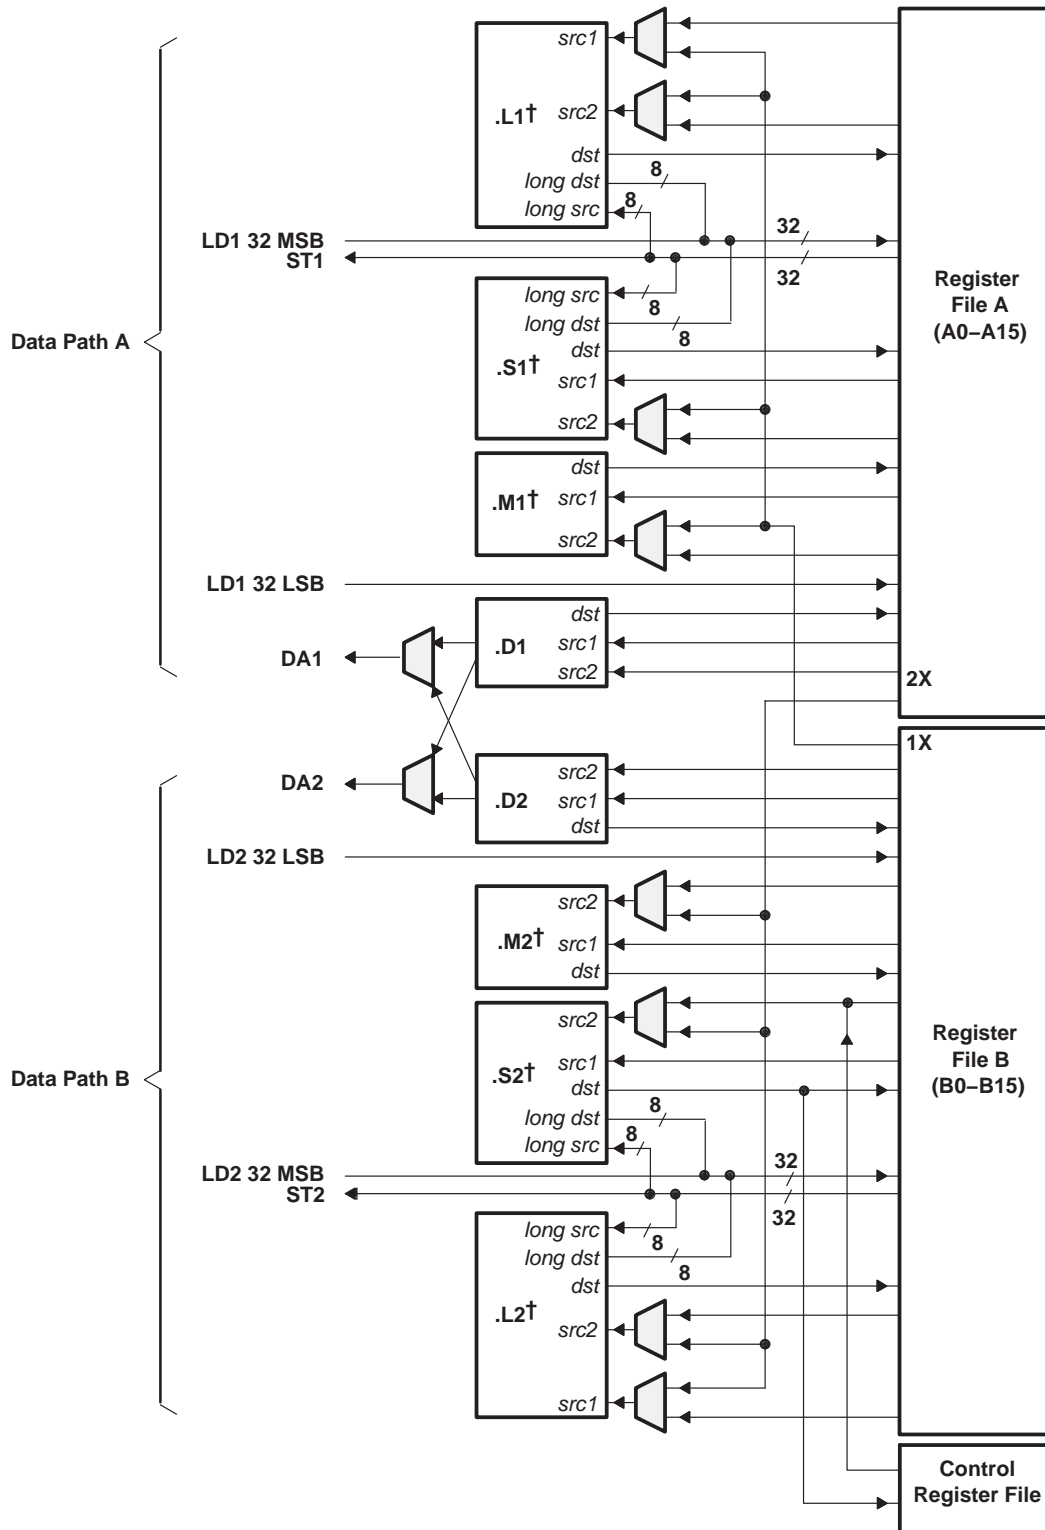 src1
.L1†
src2
dst
long dst
8
long src
8
LD1 32 MSB
ST1
32
32
Register
File A
(A0–A15)
long src
8
long dst
8
dst
.S1†
src1
src2
Data Path A
dst
.M1†
src1
src2
LD1 32 LSB
dst
.D1
src1
src2
DA1
2X
1X
DA2
src2
.D2
src1
dst
LD2 32 LSB
src2
.M2†
src1
dst
src2
.S2†
src1
dst
long dst
8
long src
8
Register
File B
(B0–B15)
Data Path B
LD2 32 MSB
ST2
32
32
long src
8
long dst
8
dst
.L2†
src2
src1
Control
Register File